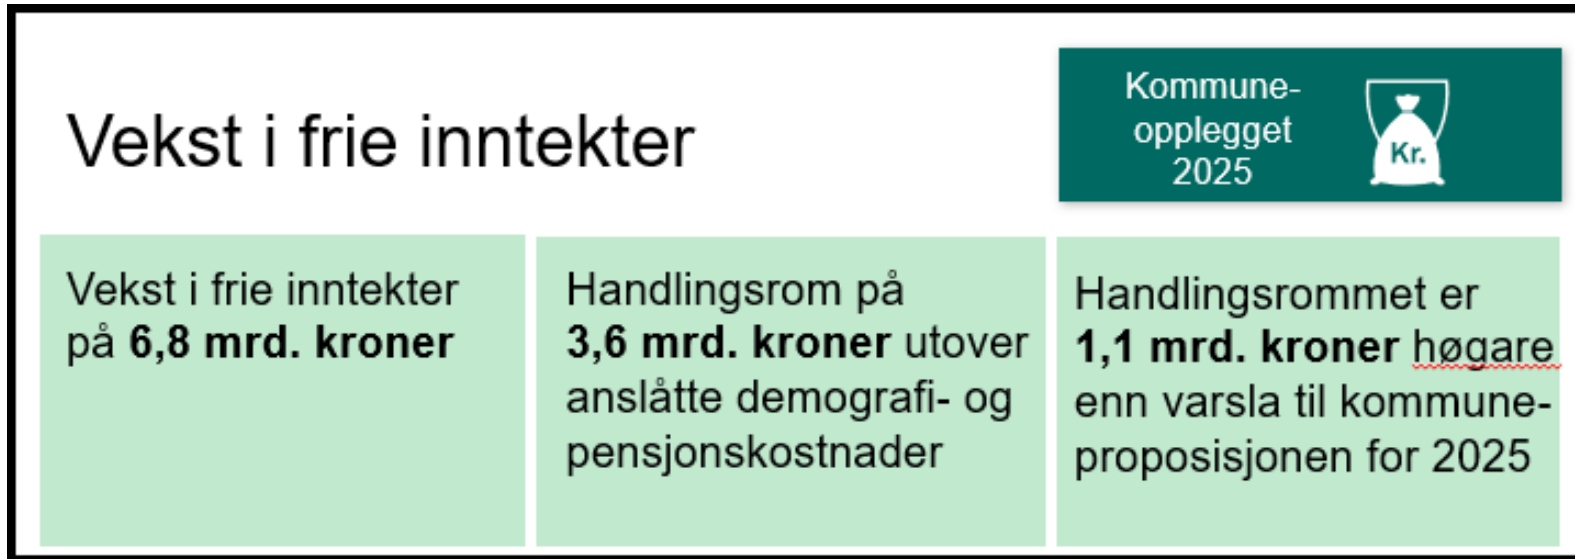 Vekst i frie inntekter
Kommune-
opplegget
2025
Kr.
Vekst i frie inntekter
på 6,8 mrd. kroner
Handlingsrom på
3,6 mrd. kroner utover
anslåtte demografi- og
pensjonskostnader
Handlingsrommet er
1,1 mrd. kroner høgare
enn varsla til kommune-
proposisjonen for 2025